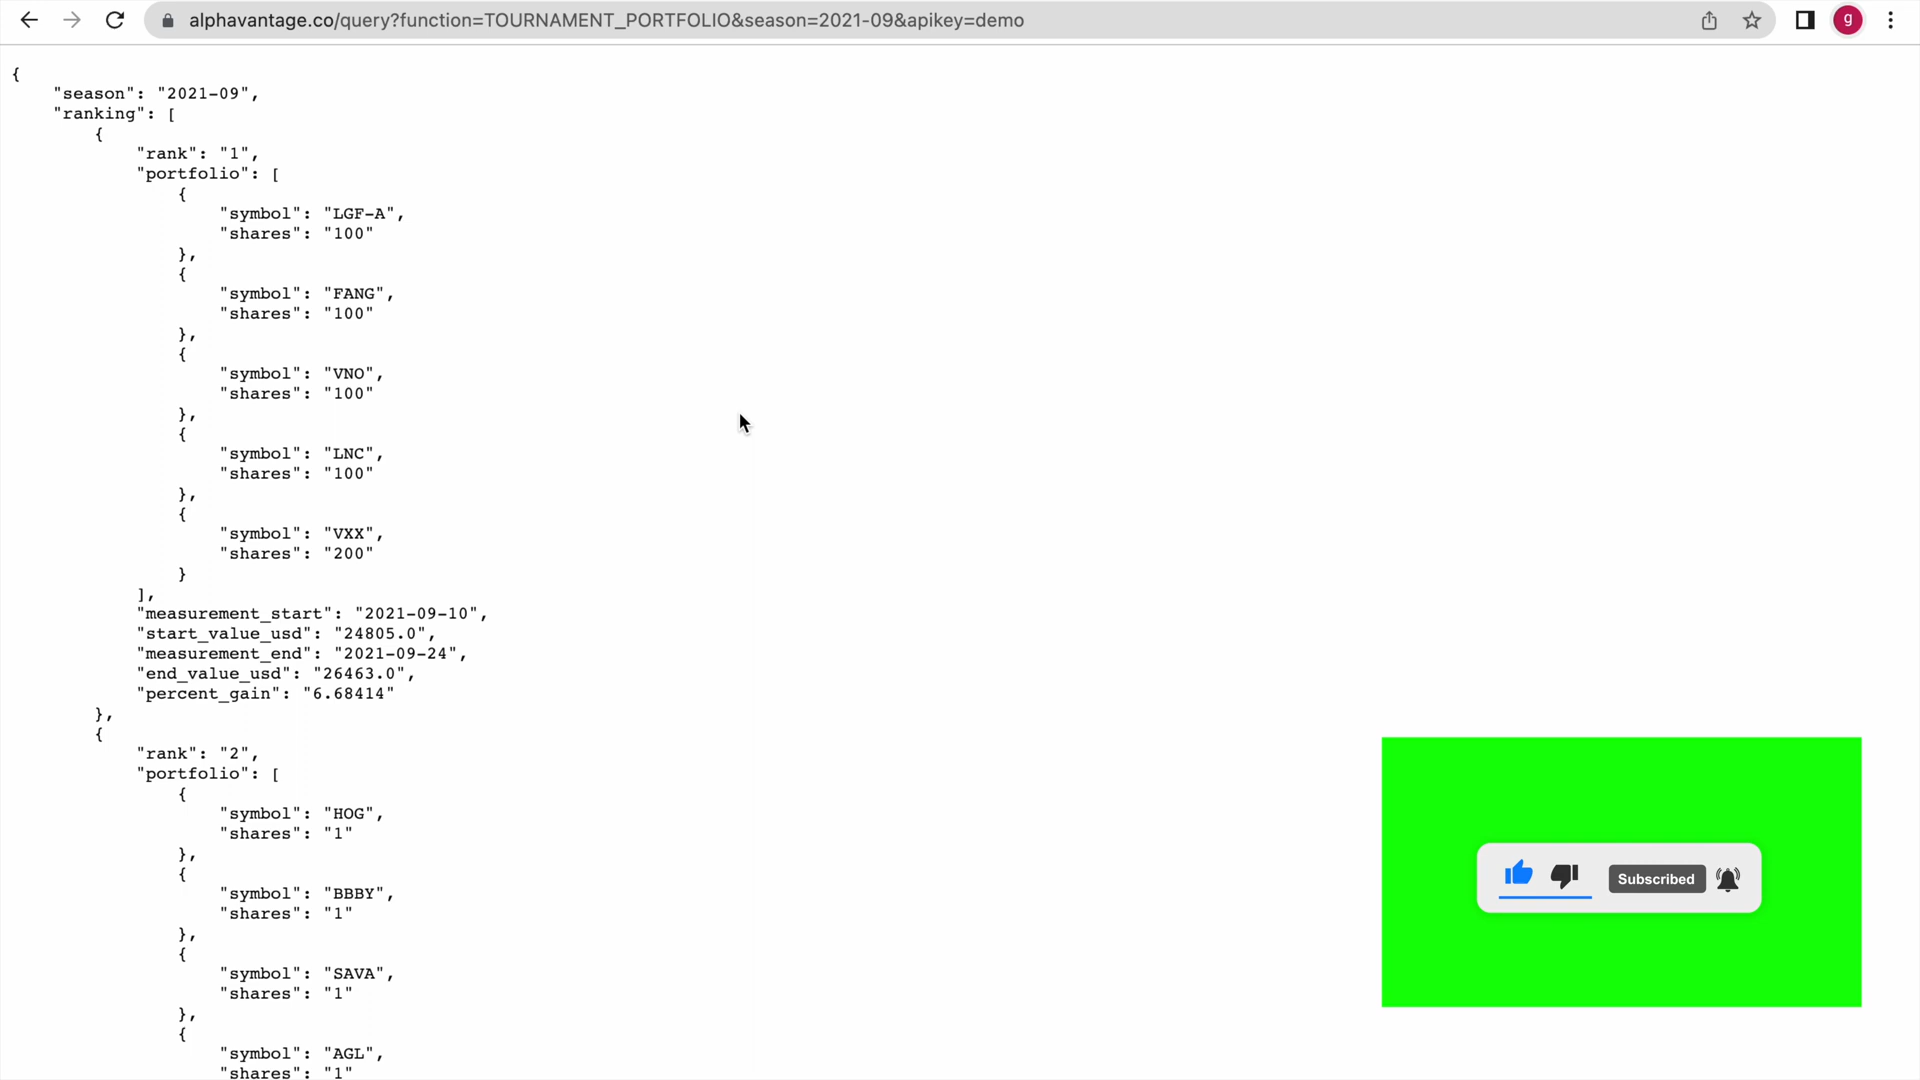 alphavantage.co/query?function=TOURNAMENT_PORTFOLIO&season=2021-09&apikey=demo
g
{
"season": "2021-09",
"ranking": [
{
"rank": "1",
"portfolio": [
{
"symbol": "LGF-A",
"shares": "100"
},
{
"symbol": "FANG",
"shares": "100"
},
{
"symbol": "VNO",
"shares": "100"
},
{
"symbol": "LNC",
"shares": "100"
},
{
"symbol": "VXX",
"shares": "200"
}
],
"measurement_start": "2021-09-10",
"start_value_usd": "24805.0",
"measurement_end": "2021-09-24",
"end_value_usd": "26463.0",
"percent_gain": "6.68414"
},
{
"rank": "2",
"portfolio": [
{
"symbol": "HOG",
"shares": "1"
},
{
"symbol": "BBBY",
"shares": "1"
},
{
"symbol": "SAVA",
"shares": "1"
},
{
"symbol": "AGL",
"shares": "1"
Subscribed